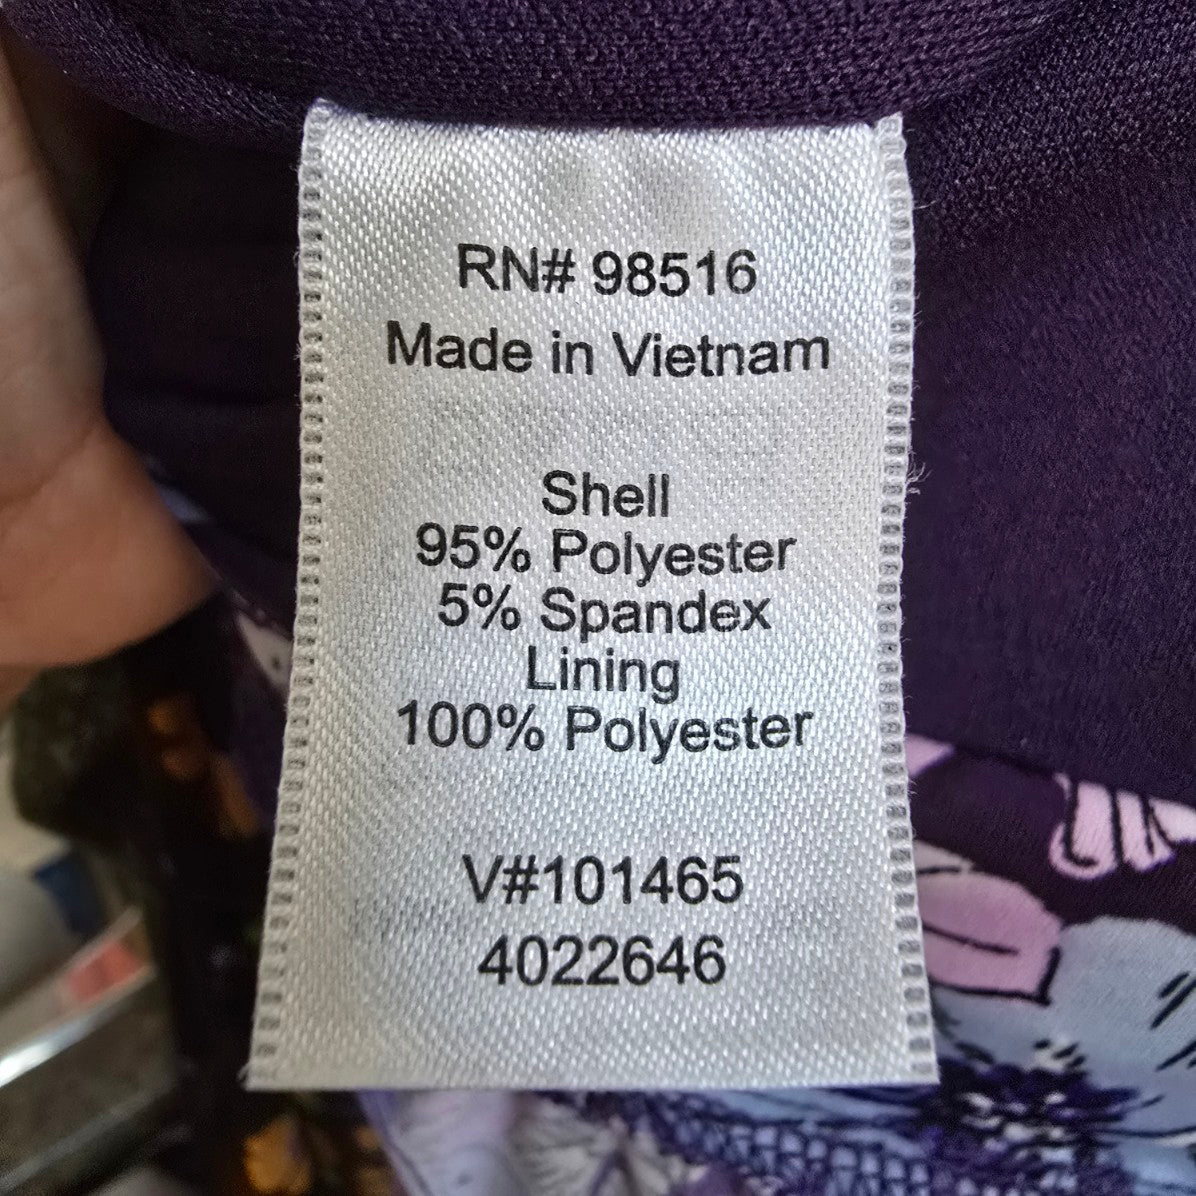 RN# 98516
Made in Vietnam
Shell
95% Polyester
5% Spandex
Lining
100% Polyester
V#101465
4022646